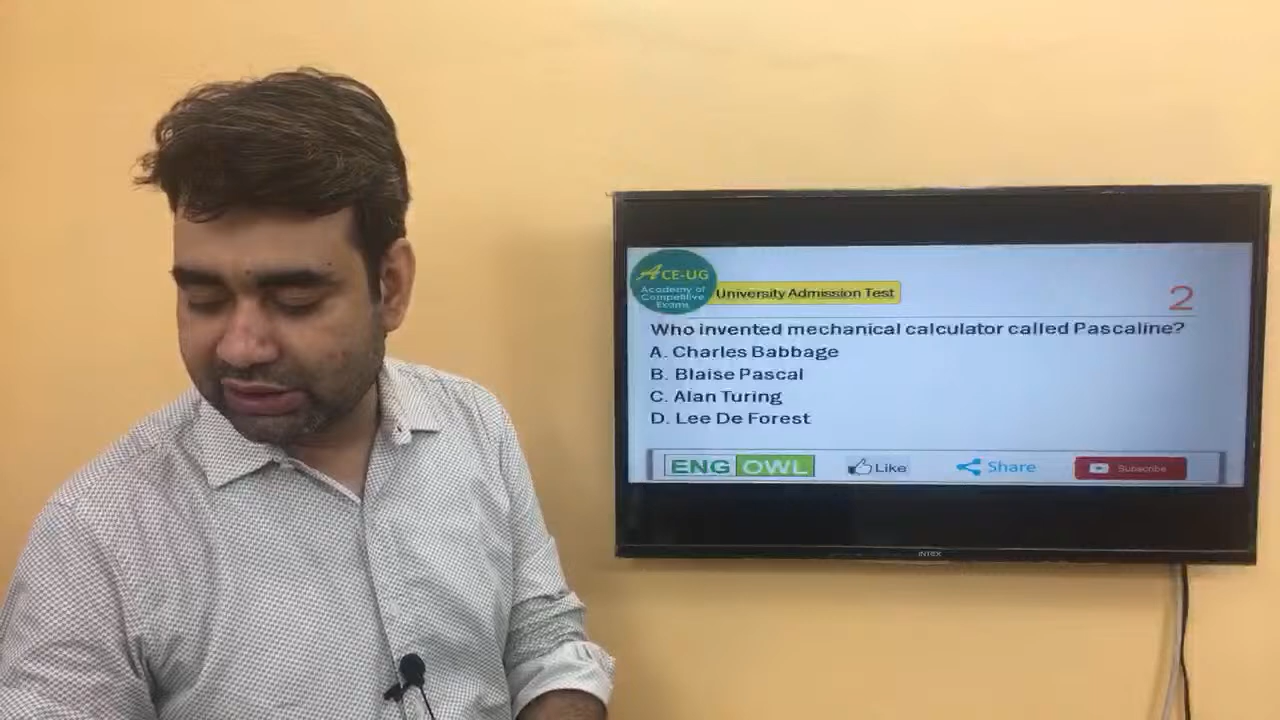 ACE-UG
Academy of
Competitive
Exams
University Admission Test
2
Who invented mechanical calculator called Pascaline?
A. Charles Babbage
B. Blaise Pascal
C. Alan Turing
D. Lee De Forest
ENG OWL
Like
Share
Subscribe
INTEX